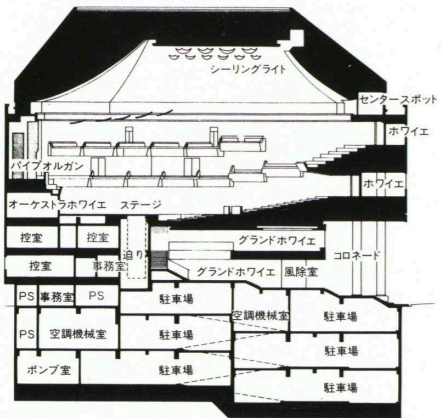 シーリングライト
センタースポット
ホワイエ
パイプオルガン
ホワイエ
オーケストラホワイエ ステージ
控室 控室 迫り グランドホワイエ コロネード
控室 事務室 グランドホワイエ 風除室
PS 事務室 PS 駐車場
PS 空調機械室 駐車場 空調機械室 駐車場
駐車場
ポンプ室 駐車場
駐車場